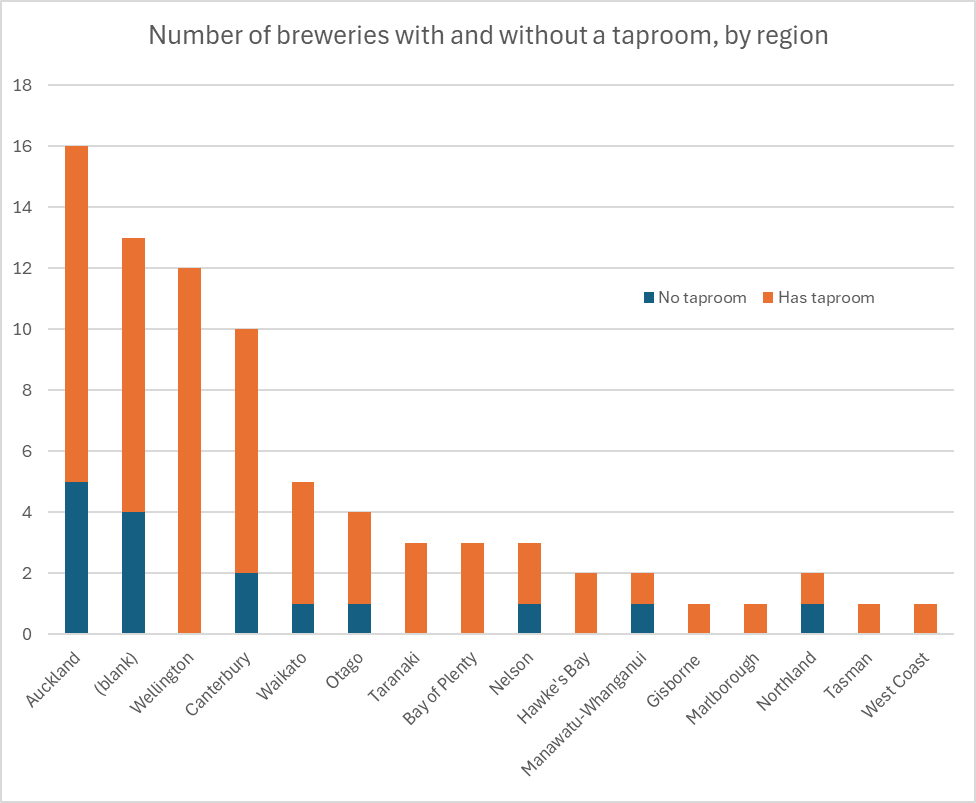 Number of breweries with and without a taproom, by region
18
16
14
12
10
8
6
4
2
0
No taproom
Has taproom
Auckland
(blank)
Wellington
Canterbury
Waikato
Otago
Taranaki
Bay of Plenty
Nelson
Hawke's Bay
Manawatu-Whanganui
Gisborne
Marlborough
Northland
Tasman
West Coast